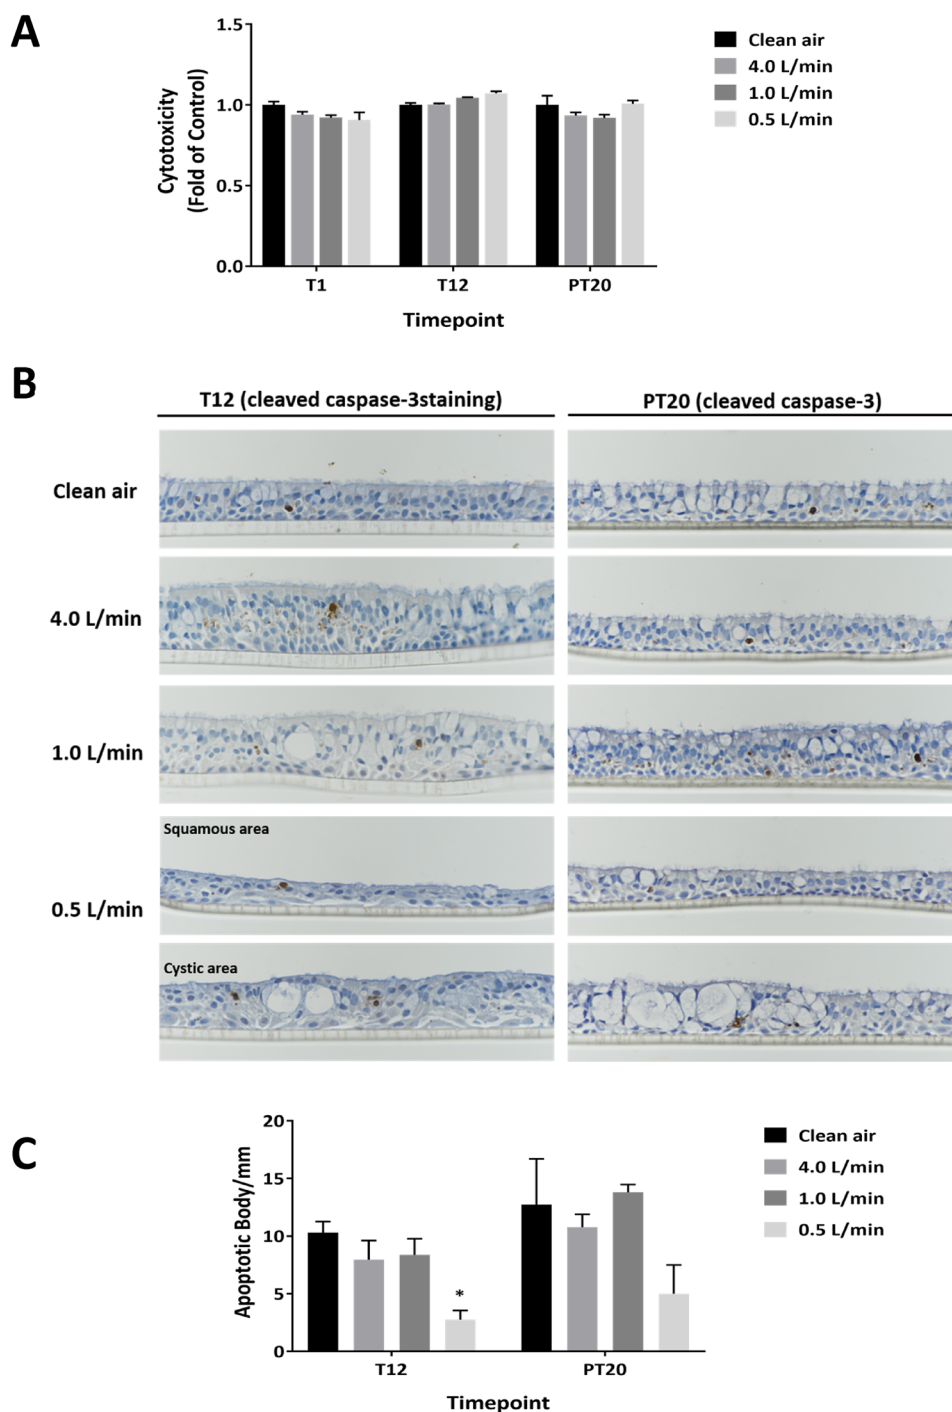 A
1.5
1.0
0.5
0.0
Cytotoxicity
(Fold of Control)
Clean air
4.0 L/min
1.0 L/min
0.5 L/min
T1 T12 PT20
Timepoint
B
T12 (cleaved caspase-3staining) PT20 (cleaved caspase-3)
Clean air
4.0 L/min
1.0 L/min
Squamous area
0.5 L/min
Cystic area
C
20
15
10
5
0
Apoptotic Body/mm
Clean air
4.0 L/min
1.0 L/min
0.5 L/min
*
T12 PT20
Timepoint